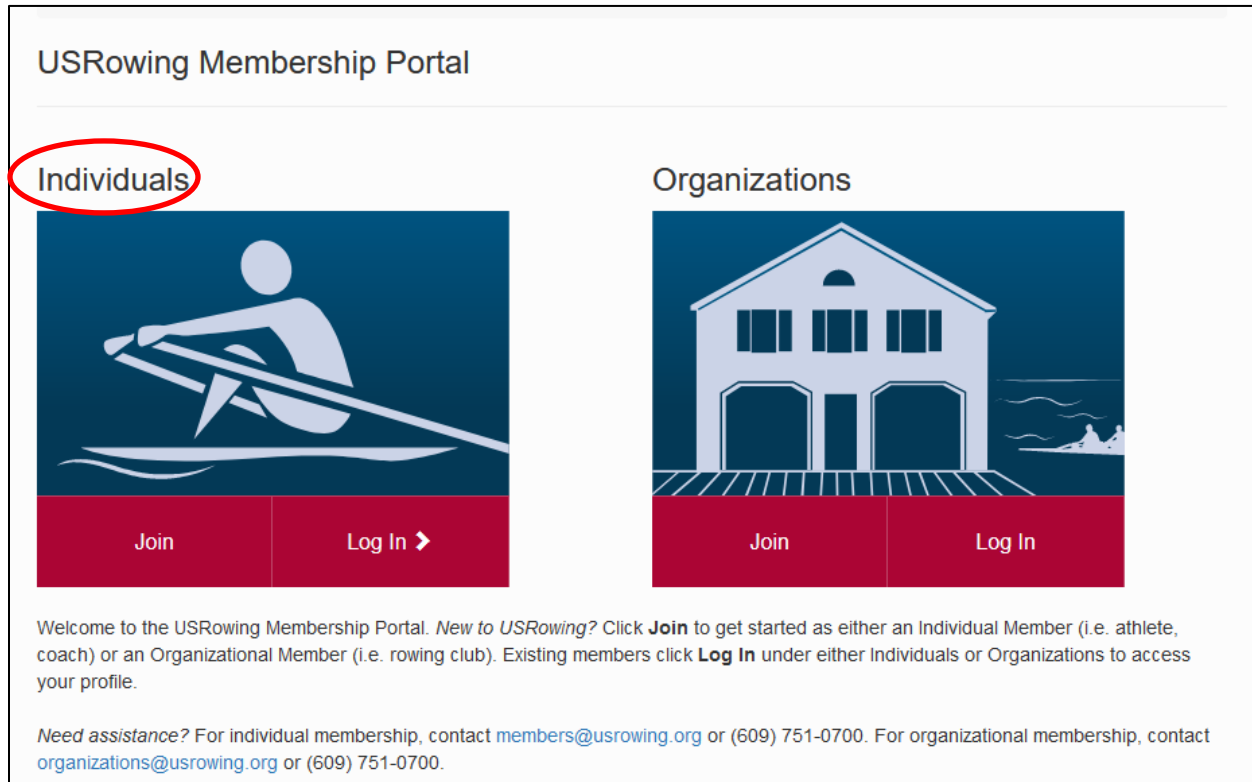 USRowing Membership Portal
Individuals
Organizations
Join
Log In
Join
Log In
Welcome to the USRowing Membership Portal. New to USRowing? Click Join to get started as either an Individual Member (i.e. athlete,
coach) or an Organizational Member (i.e. rowing club). Existing members click Log In under either Individuals or Organizations to access
your profile.
Need assistance? For individual membership, contact members@usrowing.org or (609) 751-0700. For organizational membership, contact
organizations@usrowing.org or (609) 751-0700.